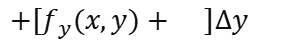 +[f_y(x, y) +   ]Δy